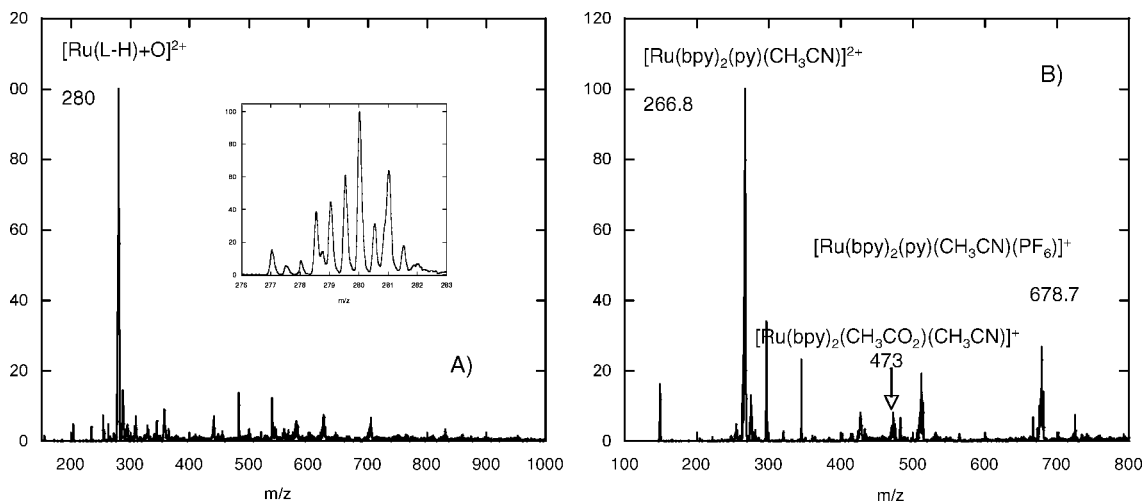 20
[Ru(L-H)+O]²⁺
00
280
80
60
40
20
0
A)
200 300 400 500 600 700 800 900 1000
m/z
100
80
60
40
20
0
276 277 278 279 280 281 282 283
m/z
120
[Ru(bpy)₂(py)(CH₃CN)]²⁺
B)
100
266.8
80
60
[Ru(bpy)₂(py)(CH₃CN)(PF₆)]⁺
678.7
40
[Ru(bpy)₂(CH₃CO₂)(CH₃CN)]⁺
473
20
0
100 200 300 400 500 600 700 800
m/z